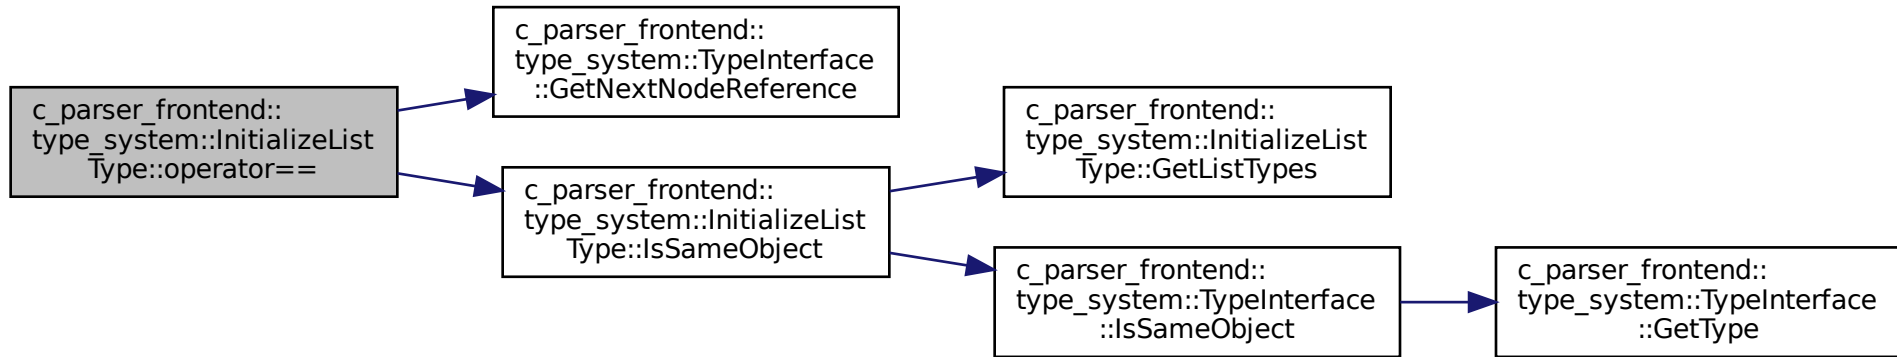 c_parser_frontend::
type_system::InitializeList
Type::operator==
c_parser_frontend::
type_system::TypeInterface
::GetNextNodeReference
c_parser_frontend::
type_system::InitializeList
Type::IsSameObject
c_parser_frontend::
type_system::InitializeList
Type::GetListTypes
c_parser_frontend::
type_system::TypeInterface
::IsSameObject
c_parser_frontend::
type_system::TypeInterface
::GetType